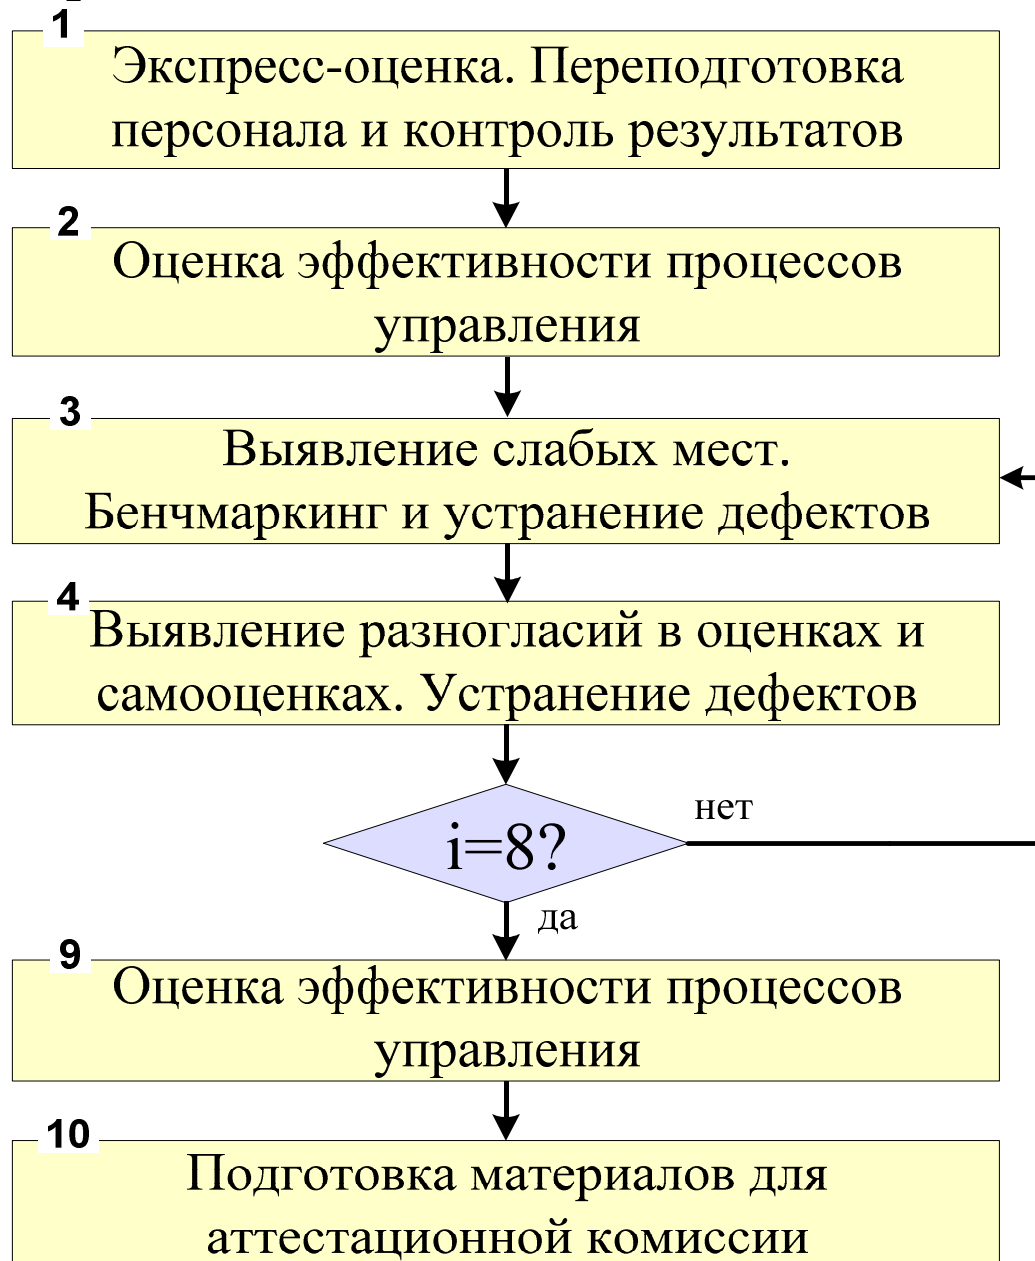 1
Экспресс-оценка. Переподготовка
персонала и контроль результатов
2
Оценка эффективности процессов
управления
3
Выявление слабых мест.
Бенчмаркинг и устранение дефектов
4
Выявление разногласий в оценках и
самооценках. Устранение дефектов
i=8?
нет
да
9
Оценка эффективности процессов
управления
10
Подготовка материалов для
аттестационной комиссии